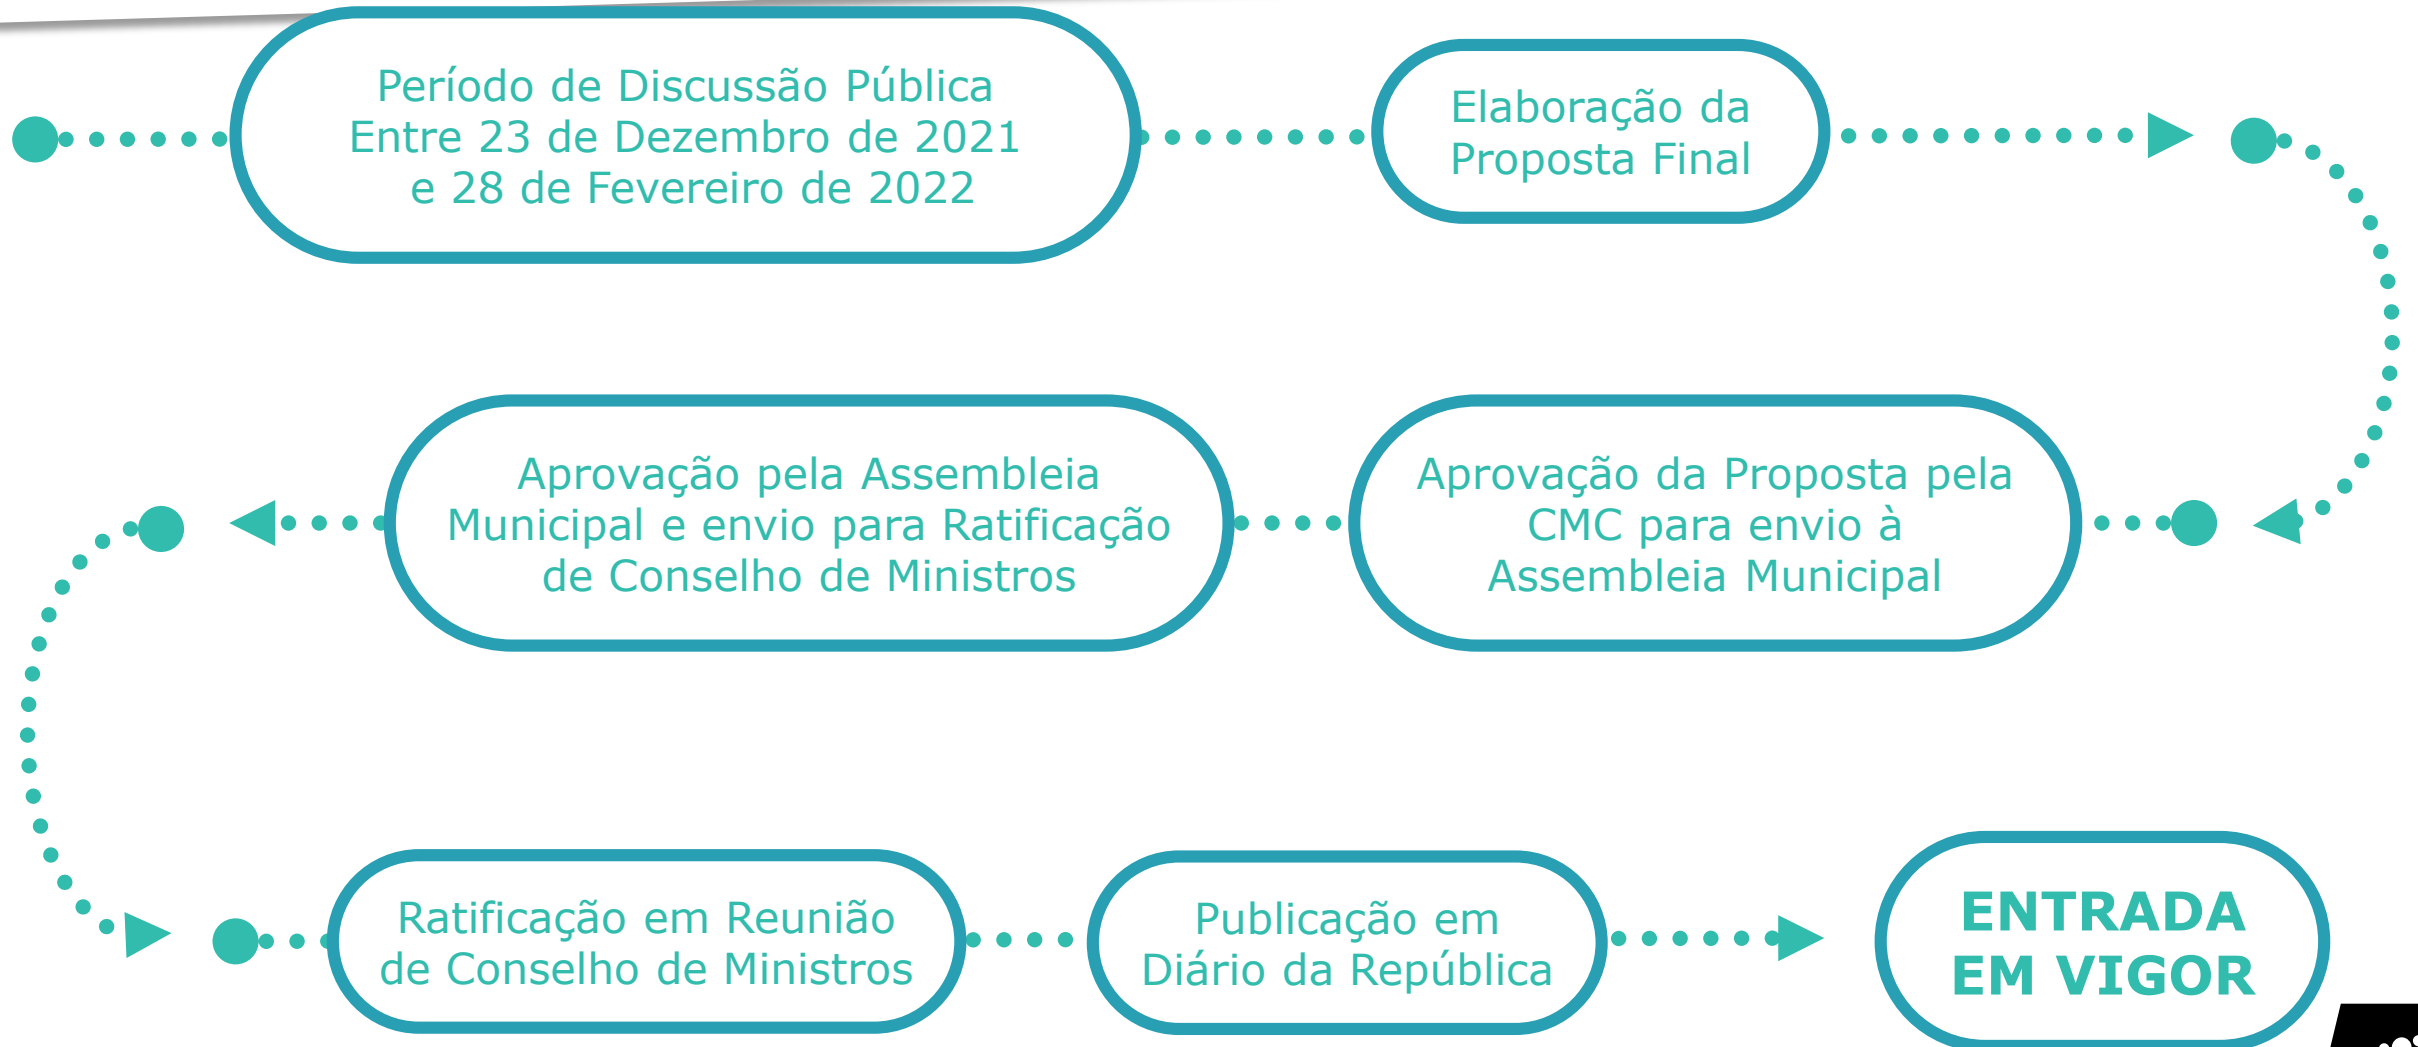 Período de Discussão Pública
Entre 23 de Dezembro de 2021
e 28 de Fevereiro de 2022
Elaboração da
Proposta Final
Aprovação da Proposta pela
CMC para envio à
Assembleia Municipal
Aprovação pela Assembleia
Municipal e envio para Ratificação
de Conselho de Ministros
Ratificação em Reunião
de Conselho de Ministros
Publicação em
Diário da República
ENTRADA
EM VIGOR